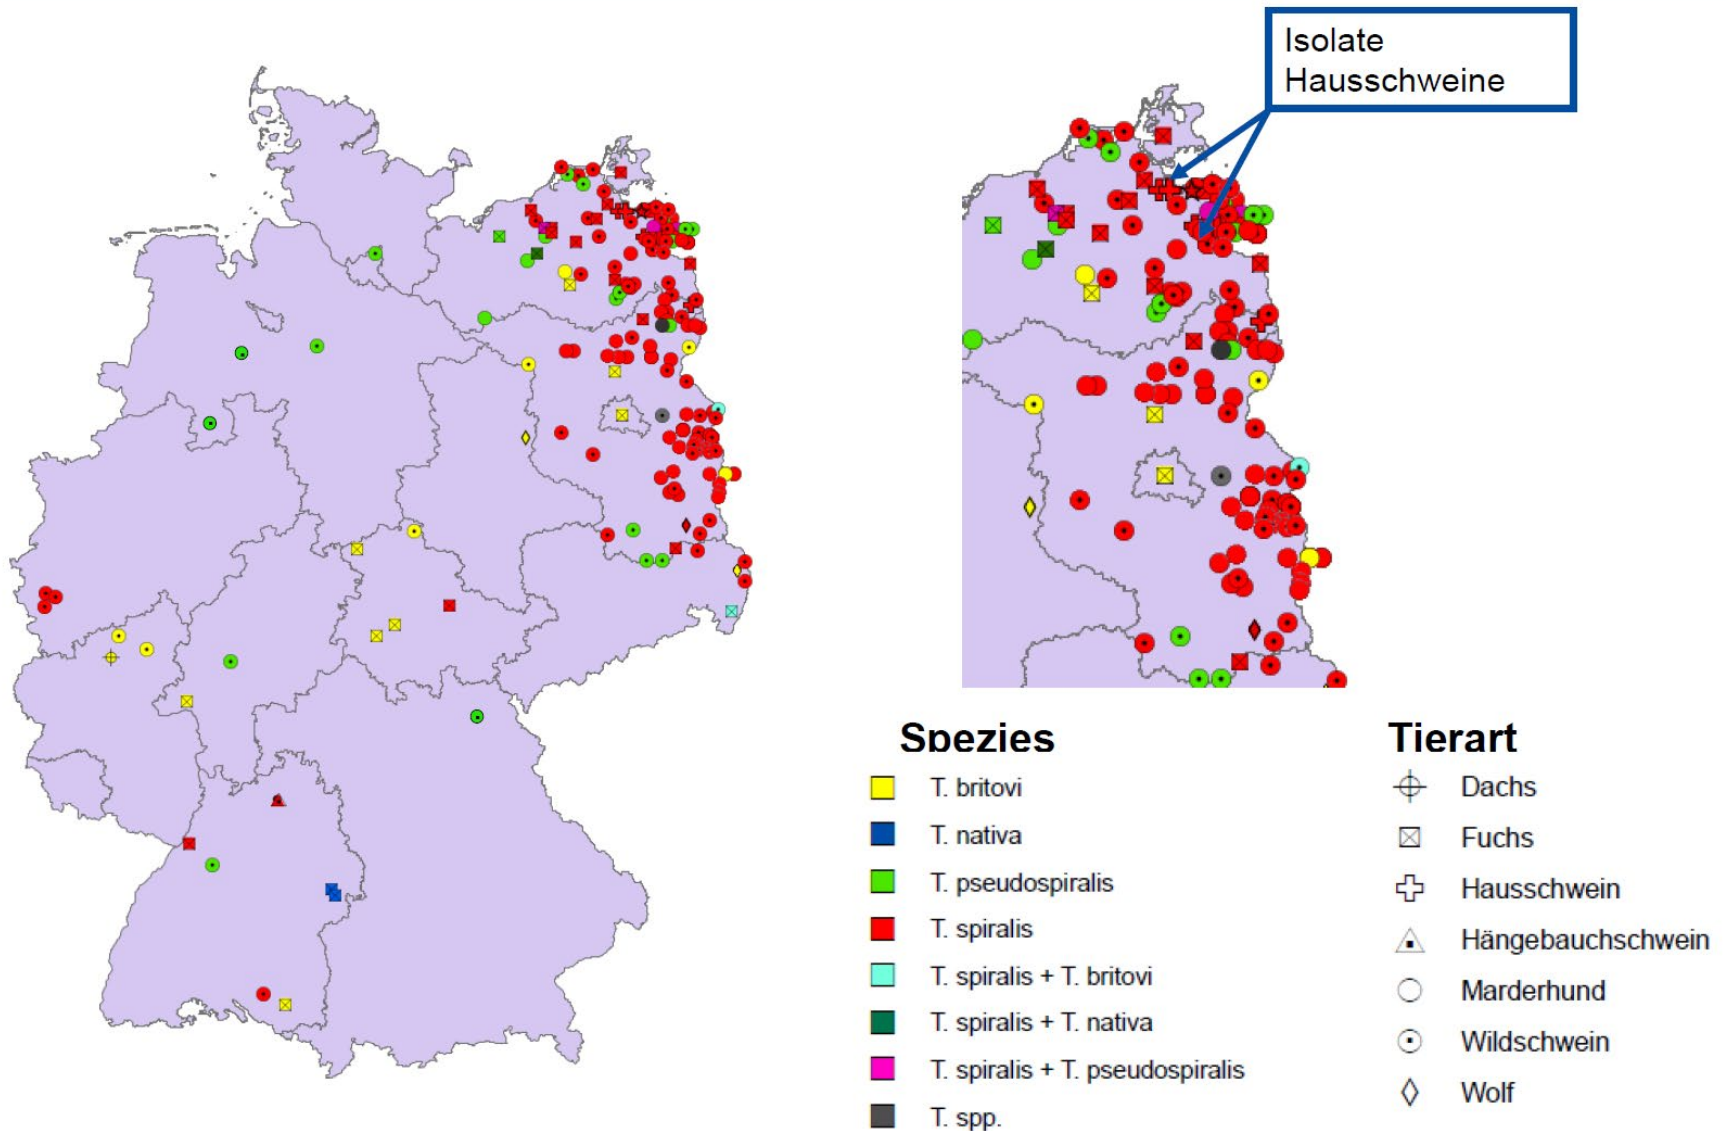 Isolate
Hausschweine
Spezies
T. britovi
T. nativa
T. pseudospiralis
T. spiralis
T. spiralis + T. britovi
T. spiralis + T. nativa
T. spiralis + T. pseudospiralis
T. spp.
Tierart
Dachs
Fuchs
Hausschwein
Hängebauchschwein
Marderhund
Wildschwein
Wolf